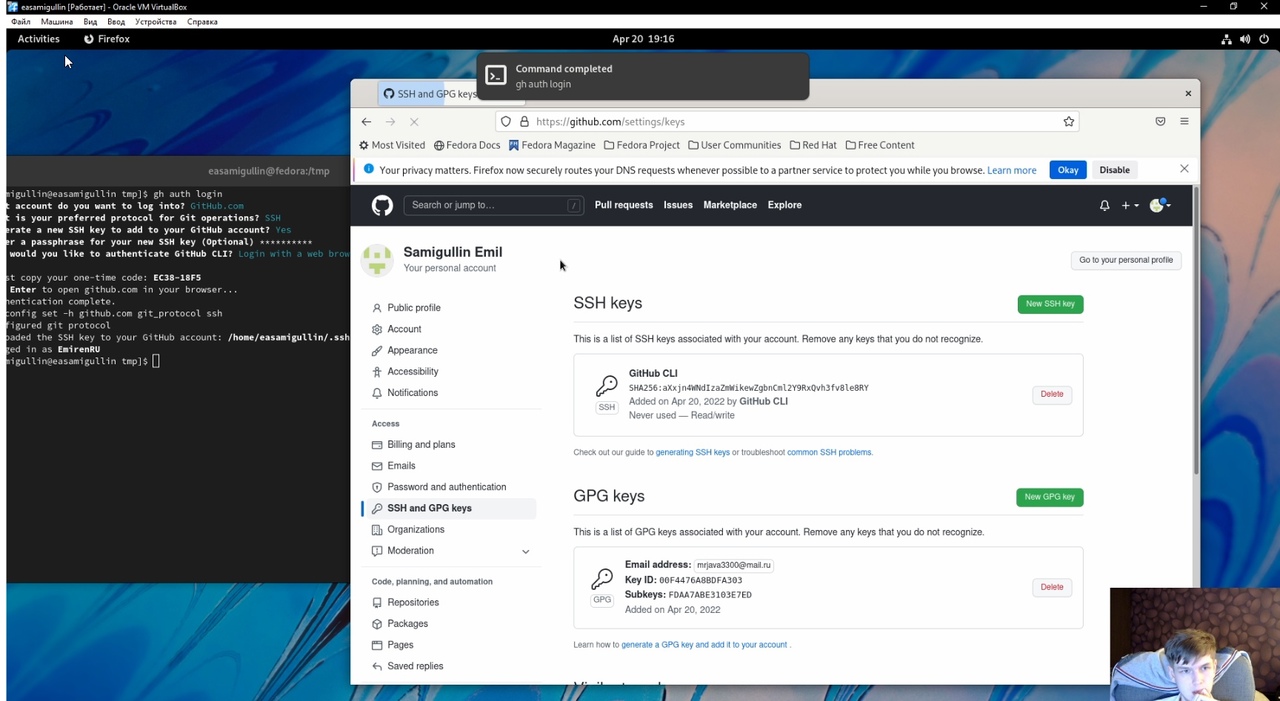 easamigullin [Работает] - Oracle VM VirtualBox
Файл Машина Вид Ввод Устройства Справка
Activities Firefox Apr 20 19:16
Command completed
gh auth login
SSH and GPG keys
https://github.com/settings/keys
Most Visited Fedora Docs Fedora Magazine Fedora Project User Communities Red Hat Free Content
Your privacy matters. Firefox now securely routes your DNS requests whenever possible to a partner service to protect you while you browse. Learn more Okay Disable
easamigullin@fedora:/tmp
migullin@easamigullin tmp]$ gh auth login
t account do you want to log into? GitHub.com
t is your preferred protocol for Git operations? SSH
erate a new SSH key to add to your GitHub account? Yes
er a passphrase for your new SSH key (Optional) **********
would you like to authenticate GitHub CLI? Login with a web brow
st copy your one-time code: EC38-18F5
Enter to open github.com in your browser...
hentication complete.
config set -h github.com git_protocol ssh
figured git protocol
oaded the SSH key to your GitHub account: /home/easamigullin/.ssh
ged in as EmirenRU
migullin@easamigullin tmp]$
Search or jump to… / Pull requests Issues Marketplace Explore
Samigullin Emil
Your personal account
Go to your personal profile
Public profile
Account
Appearance
Accessibility
Notifications
Access
Billing and plans
Emails
Password and authentication
SSH and GPG keys
Organizations
Moderation
Code, planning, and automation
Repositories
Packages
Pages
Saved replies
SSH keys
New SSH key
This is a list of SSH keys associated with your account. Remove any keys that you do not recognize.
GitHub CLI
SHA256:aXxjn4WNdIzaZmWikewZgbnCml2Y9RxQvh3fv8le8RY
Added on Apr 20, 2022 by GitHub CLI
Never used — Read/write
SSH
Delete
Check out our guide to generating SSH keys or troubleshoot common SSH problems.
GPG keys
New GPG key
This is a list of GPG keys associated with your account. Remove any keys that you do not recognize.
Email address: mrjava3300@mail.ru
Key ID: 00F4476A8BDFA303
Subkeys: FDAA7ABE3103E7ED
Added on Apr 20, 2022
GPG
Delete
Learn how to generate a GPG key and add it to your account .